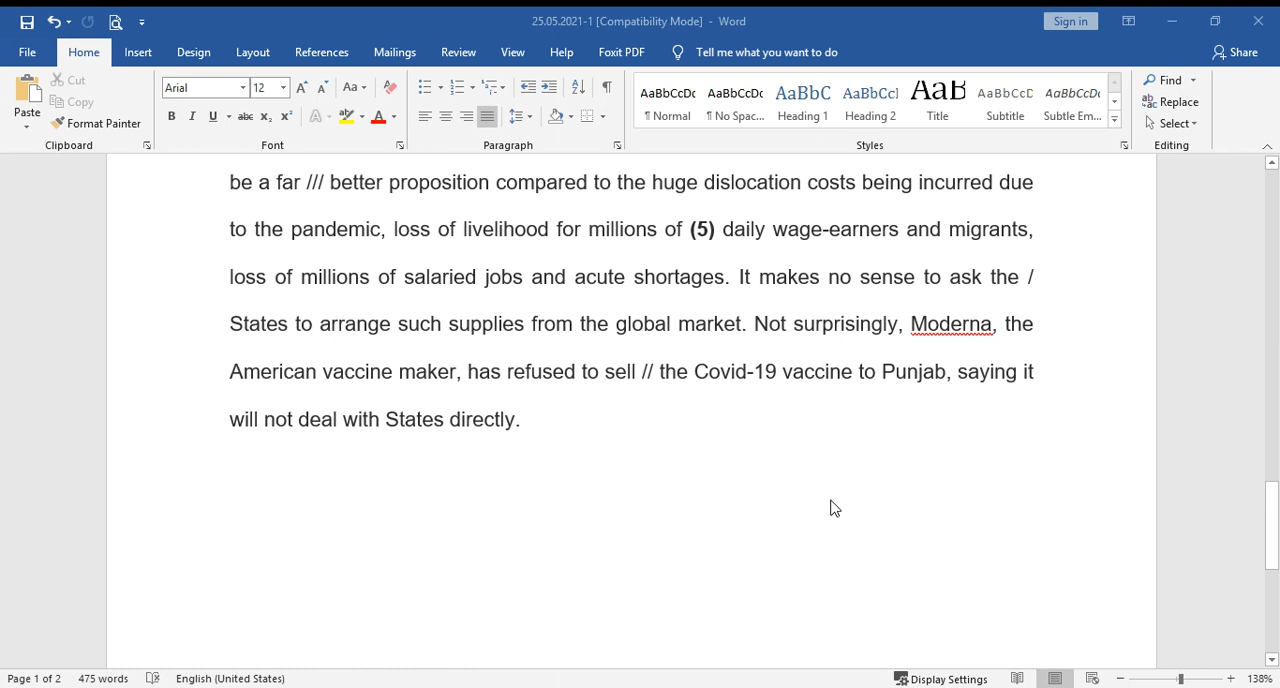 25.05.2021-1 [Compatibility Mode] - Word
Sign in
File Home Insert Design Layout References Mailings Review View Help Foxit PDF Tell me what you want to do Share
Paste
Cut
Copy
Format Painter
Clipboard
Arial 12 Aa
B I U abc X₂ X² A ab A
Font
Paragraph
AaBbCcDc AaBbCcDc AaBbC AaBbCcI AaB AaBbCcD AaBbCcDt
¶ Normal ¶ No Spac... Heading 1 Heading 2 Title Subtitle Subtle Em...
Styles
Find
Replace
Select
Editing
be a far /// better proposition compared to the huge dislocation costs being incurred due
to the pandemic, loss of livelihood for millions of (5) daily wage-earners and migrants,
loss of millions of salaried jobs and acute shortages. It makes no sense to ask the /
States to arrange such supplies from the global market. Not surprisingly, Moderna, the
American vaccine maker, has refused to sell // the Covid-19 vaccine to Punjab, saying it
will not deal with States directly.
Page 1 of 2 475 words English (United States) Display Settings 138%